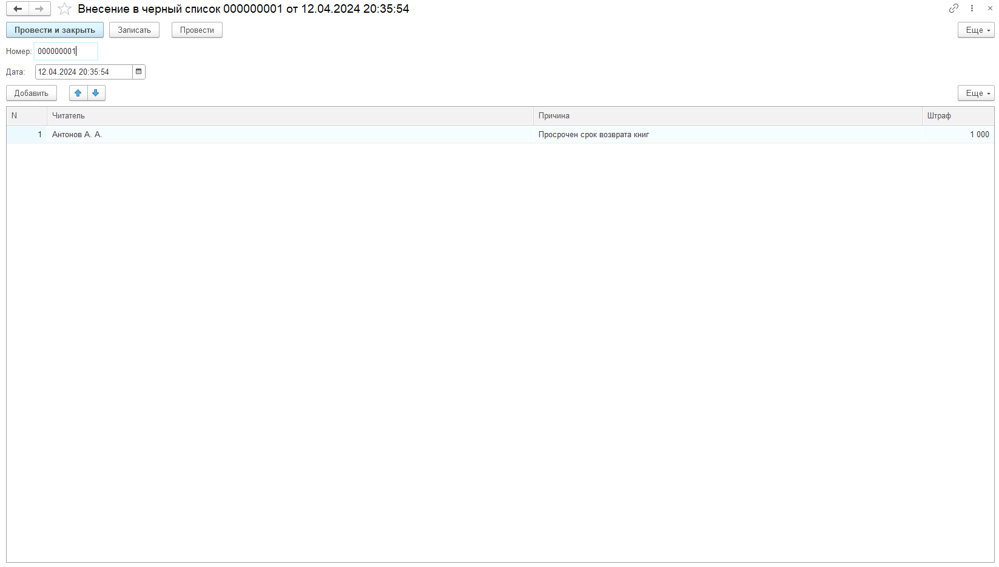 Внесение в черный список 000000001 от 12.04.2024 20:35:54
Провести и закрыть Записать Провести Еще
Номер: 000000001
Дата: 12.04.2024 20:35:54
Добавить Еще
N Читатель Причина Штраф
1 Антонов А. А. Просрочен срок возврата книг 1 000